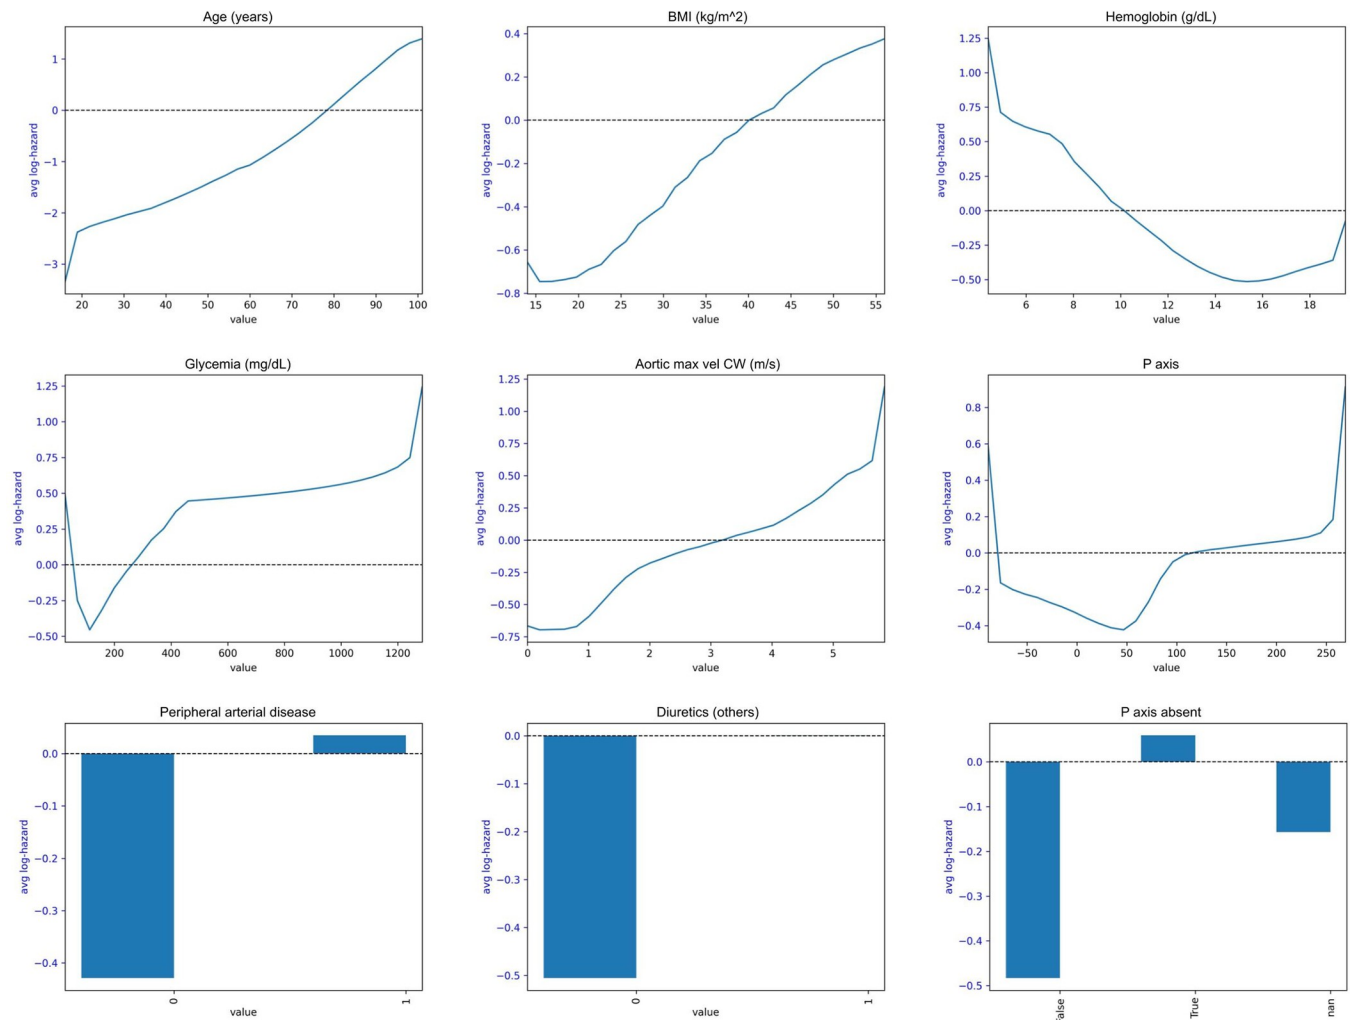 Age (years)
avg log-hazard
1
0
−1
−2
−3
20 30 40 50 60 70 80 90 100
value
BMI (kg/m^2)
avg log-hazard
0.4
0.2
0.0
−0.2
−0.4
−0.6
−0.8
15 20 25 30 35 40 45 50 55
value
Hemoglobin (g/dL)
avg log-hazard
1.25
1.00
0.75
0.50
0.25
0.00
−0.25
−0.50
6 8 10 12 14 16 18
value
Glycemia (mg/dL)
avg log-hazard
1.25
1.00
0.75
0.50
0.25
0.00
−0.25
−0.50
200 400 600 800 1000 1200
value
Aortic max vel CW (m/s)
avg log-hazard
1.25
1.00
0.75
0.50
0.25
0.00
−0.25
−0.50
−0.75
0 1 2 3 4 5
value
P axis
avg log-hazard
0.8
0.6
0.4
0.2
0.0
−0.2
−0.4
−50 0 50 100 150 200 250
value
Peripheral arterial disease
avg log-hazard
0.0
−0.1
−0.2
−0.3
−0.4
0 1
value
Diuretics (others)
avg log-hazard
0.0
−0.1
−0.2
−0.3
−0.4
−0.5
0 1
value
P axis absent
avg log-hazard
0.0
−0.1
−0.2
−0.3
−0.4
−0.5
alse True nan